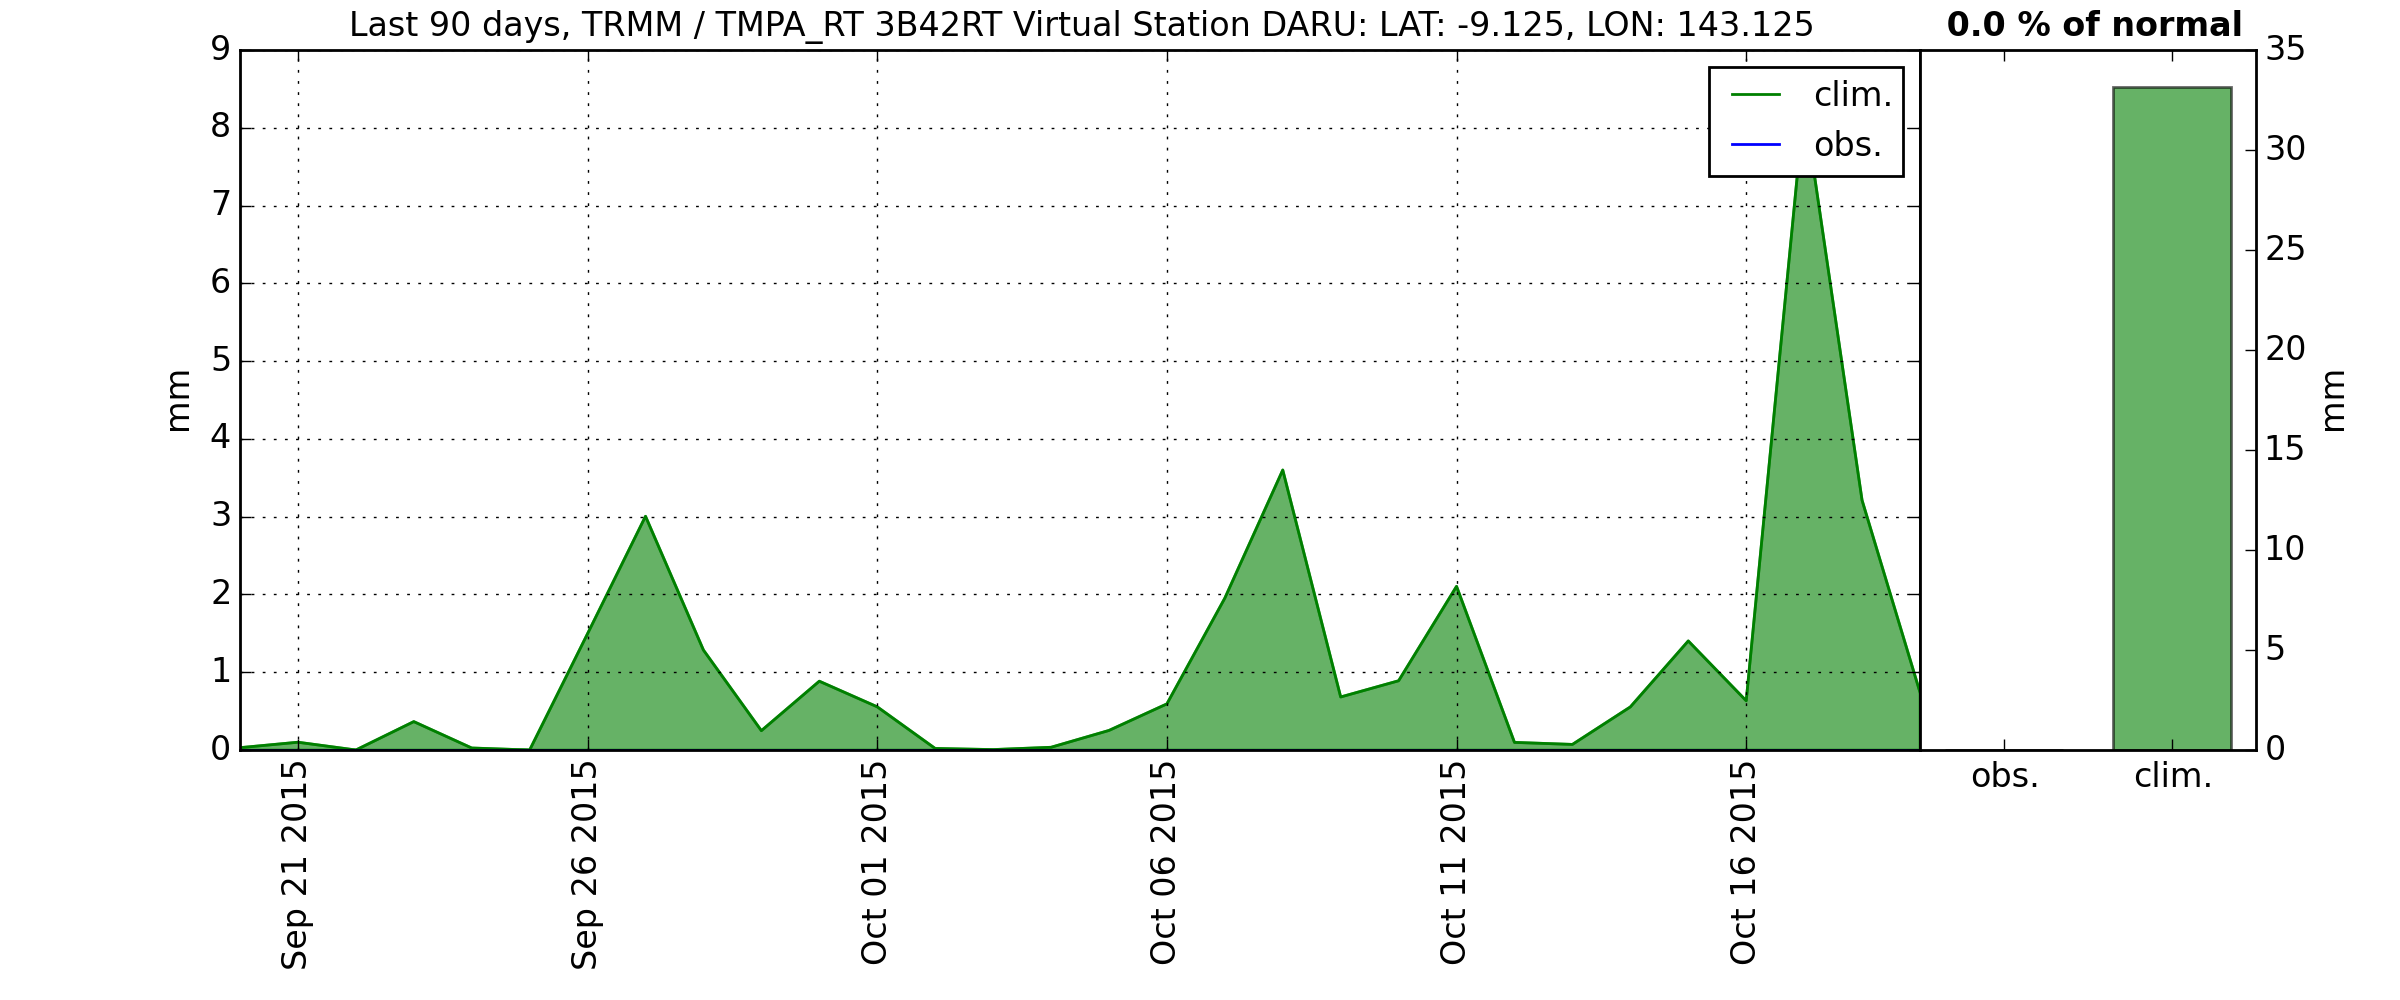 Last 90 days, TRMM / TMPA_RT 3B42RT Virtual Station DARU: LAT: -9.125, LON: 143.125
0.0 % of normal
9
8
7
6
5
4
3
2
1
0
mm
clim.
obs.
Sep 21 2015
Sep 26 2015
Oct 01 2015
Oct 06 2015
Oct 11 2015
Oct 16 2015
35
30
25
20
15
10
5
0
mm
obs.
clim.